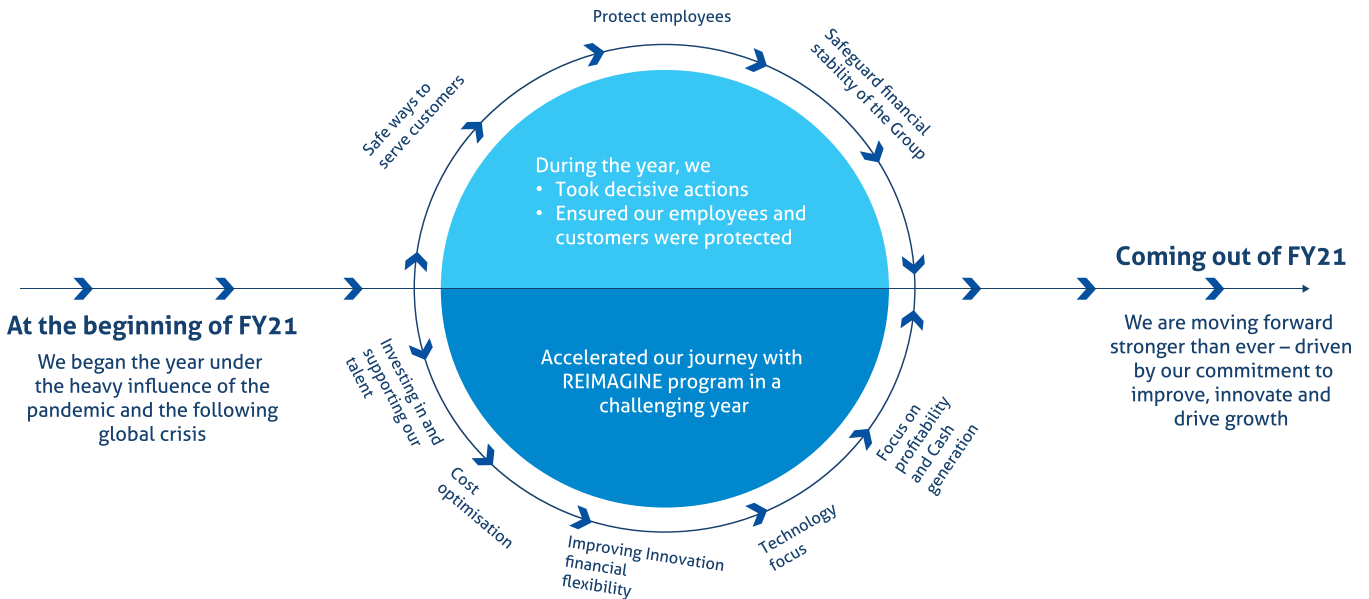 Protect employees
Safe ways to
serve customers
Safeguard financial
stability of the Group
During the year, we
• Took decisive actions
• Ensured our employees and
customers were protected
At the beginning of FY21
We began the year under
the heavy influence of the
pandemic and the following
global crisis
Coming out of FY21
We are moving forward
stronger than ever – driven
by our commitment to
improve, innovate and
drive growth
Accelerated our journey with
REIMAGINE program in a
challenging year
Investing in and
supporting our
talent
Cost
optimisation
Improving Innovation
financial
flexibility
Technology
focus
Focus on
profitability
and Cash
generation